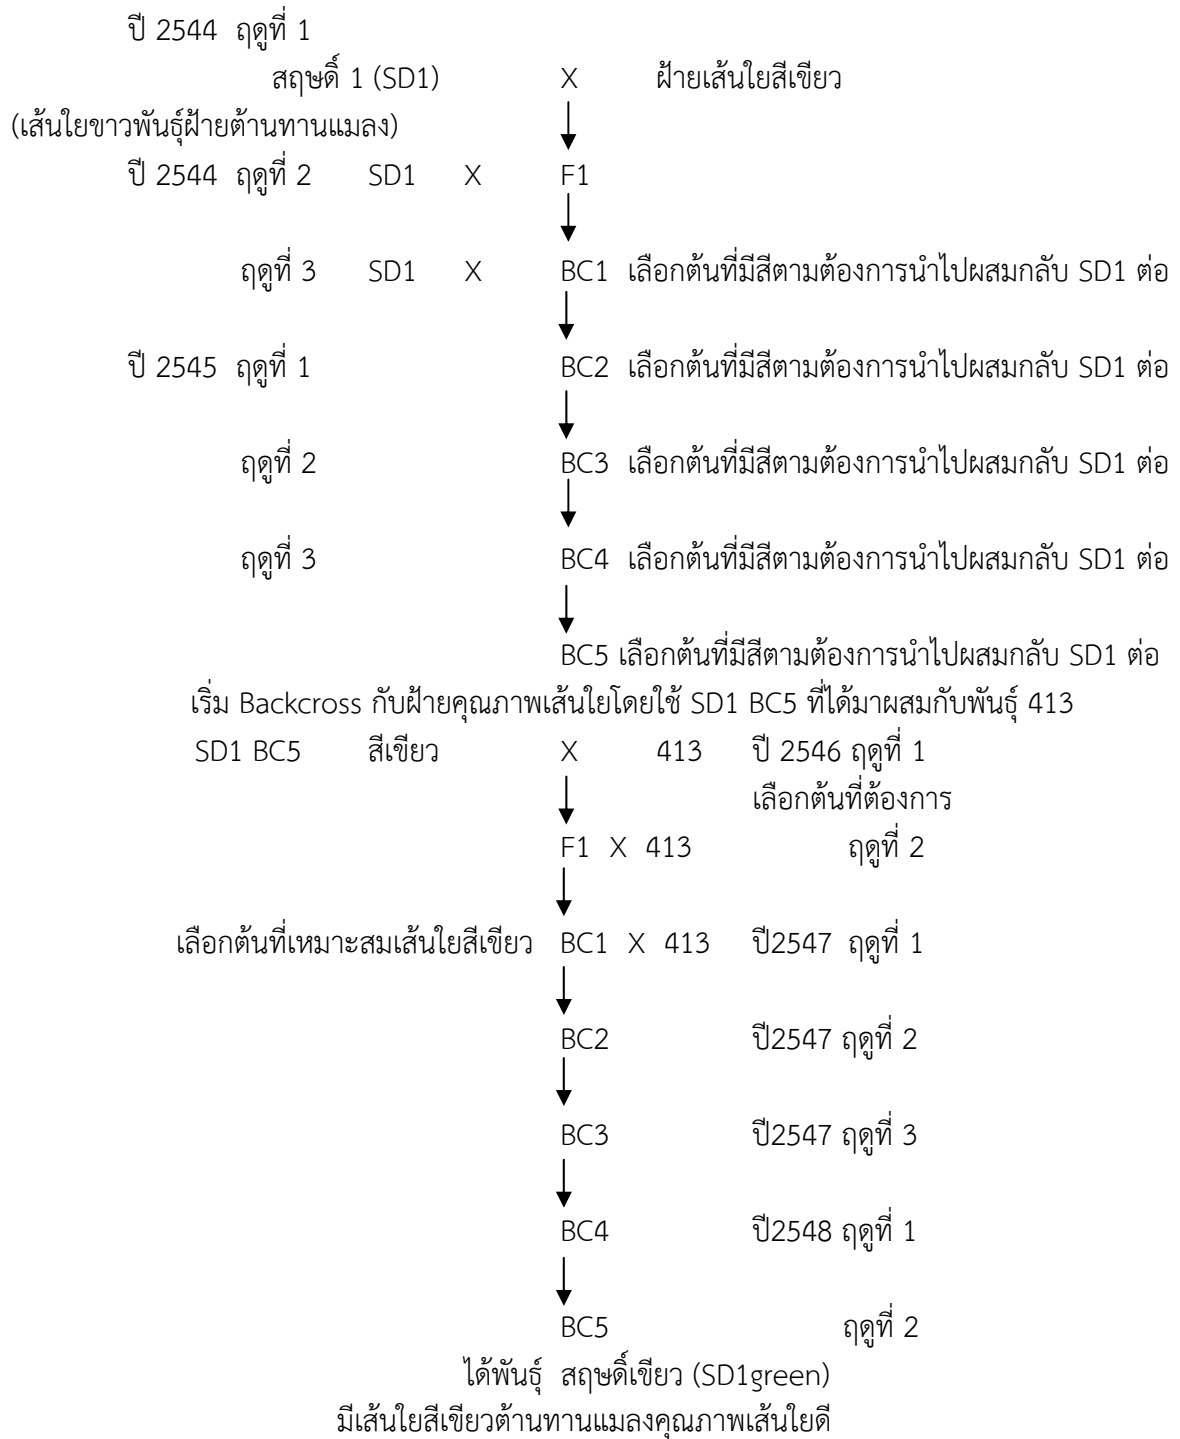 ปี 2544 ฤดูที่ 1
สฤษดิ์ 1 (SD1) X ฝ้ายเส้นใยสีเขียว
(เส้นใยขาวพันธุ์ฝ้ายต้านทานแมลง)
ปี 2544 ฤดูที่ 2 SD1 X F1
ฤดูที่ 3 SD1 X BC1 เลือกต้นที่มีสีตามต้องการนำไปผสมกลับ SD1 ต่อ
ปี 2545 ฤดูที่ 1 BC2 เลือกต้นที่มีสีตามต้องการนำไปผสมกลับ SD1 ต่อ
ฤดูที่ 2 BC3 เลือกต้นที่มีสีตามต้องการนำไปผสมกลับ SD1 ต่อ
ฤดูที่ 3 BC4 เลือกต้นที่มีสีตามต้องการนำไปผสมกลับ SD1 ต่อ
BC5 เลือกต้นที่มีสีตามต้องการนำไปผสมกลับ SD1 ต่อ
เริ่ม Backcross กับฝ้ายคุณภาพเส้นใยโดยใช้ SD1 BC5 ที่ได้มาผสมกับพันธุ์ 413
SD1 BC5 สีเขียว X 413 ปี 2546 ฤดูที่ 1
เลือกต้นที่ต้องการ
F1 X 413 ฤดูที่ 2
เลือกต้นที่เหมาะสมเส้นใยสีเขียว BC1 X 413 ปี2547 ฤดูที่ 1
BC2 ปี2547 ฤดูที่ 2
BC3 ปี2547 ฤดูที่ 3
BC4 ปี2548 ฤดูที่ 1
BC5 ฤดูที่ 2
ได้พันธุ์ สฤษดิ์เขียว (SD1green)
มีเส้นใยสีเขียวต้านทานแมลงคุณภาพเส้นใยดี